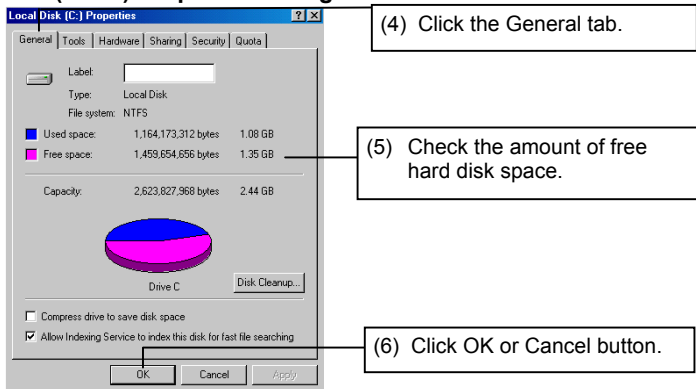 Local Disk (C:) Properties
General Tools Hardware Sharing Security Quota
(4) Click the General tab.
Label:
Type: Local Disk
File system: NTFS
Used space: 1,164,173,312 bytes 1.08 GB
Free space: 1,459,654,656 bytes 1.35 GB
(5) Check the amount of free
hard disk space.
Capacity: 2,623,827,968 bytes 2.44 GB
Drive C
Disk Cleanup...
Compress drive to save disk space
Allow Indexing Service to index this disk for fast file searching
(6) Click OK or Cancel button.
OK Cancel Apply